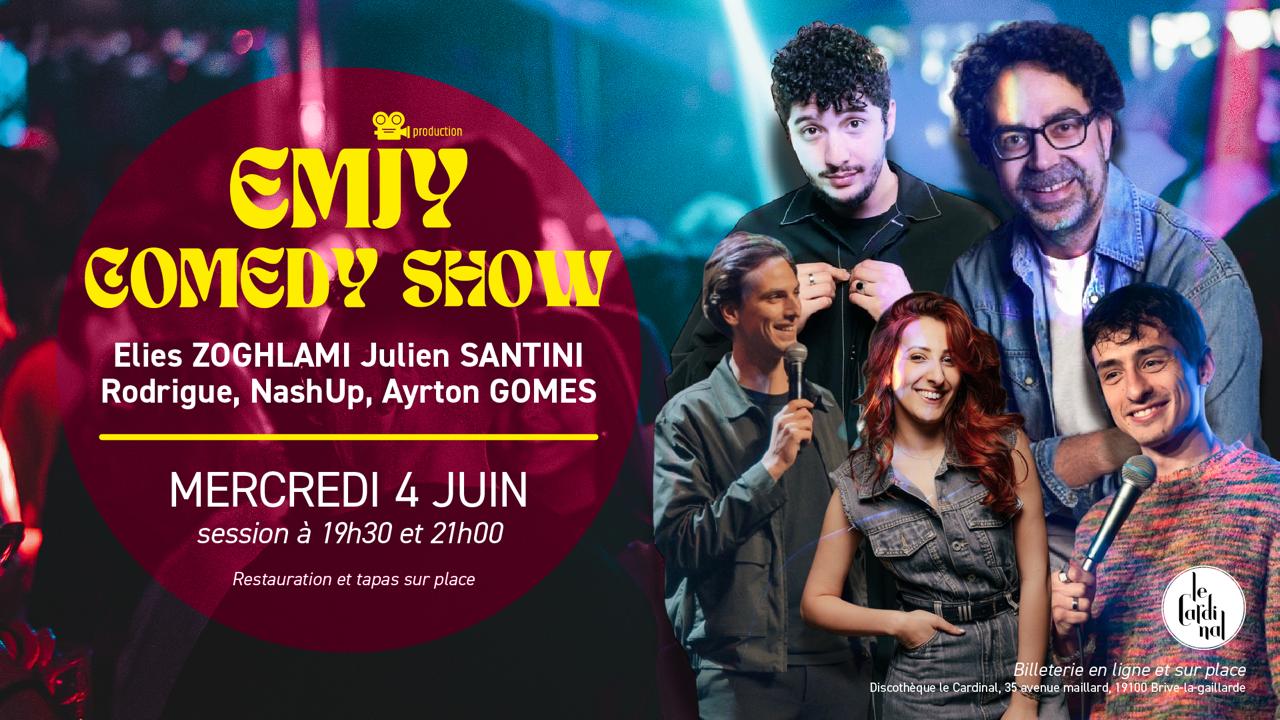 production
EMJY
COMEDY SHOW
Elies ZOGHLAMI Julien SANTINI
Rodrigue, NashUp, Ayrton GOMES
MERCREDI 4 JUIN
session à 19h30 et 21h00
Restauration et tapas sur place
le
Cardi
nal
Billeterie en ligne et sur place
Discothèque le Cardinal, 35 avenue maillard, 19100 Brive-la-gaillarde